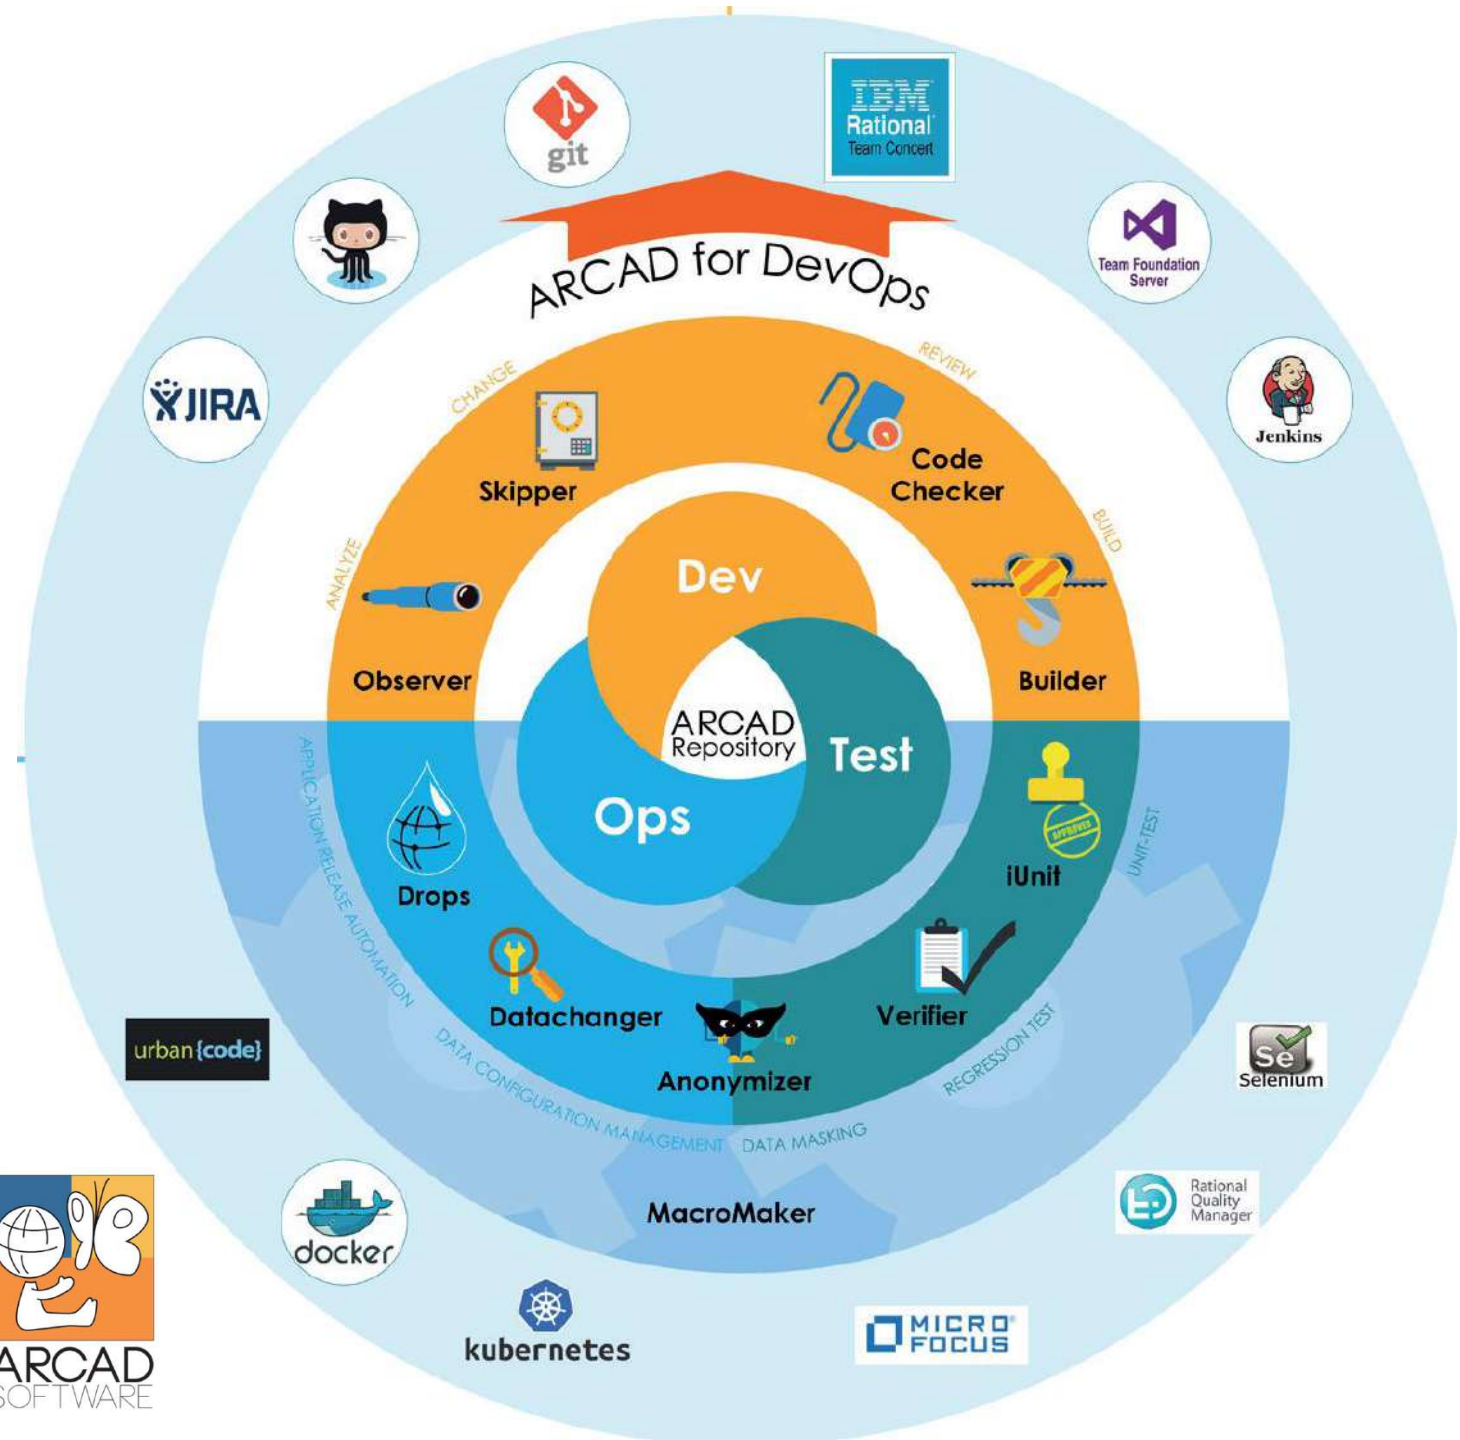 git
IBM
Rational
Team Concert
Team Foundation
Server
JIRA
Jenkins
ARCAD for DevOps
CHANGE
REVIEW
ANALYZE
BUILD
Skipper
Code
Checker
Observer
Builder
Dev
ARCAD
Repository
Test
Ops
Drops
APPROVED
iUnit
UNIT-TEST
APPLICATION RELEASE AUTOMATION
Datachanger
Verifier
Anonymizer
DATA CONFIGURATION MANAGEMENT
DATA MASKING
REGRESSION TEST
MacroMaker
urban{code}
Se
Selenium
docker
Rational
Quality
Manager
kubernetes
MICRO
FOCUS
ARCAD
SOFTWARE